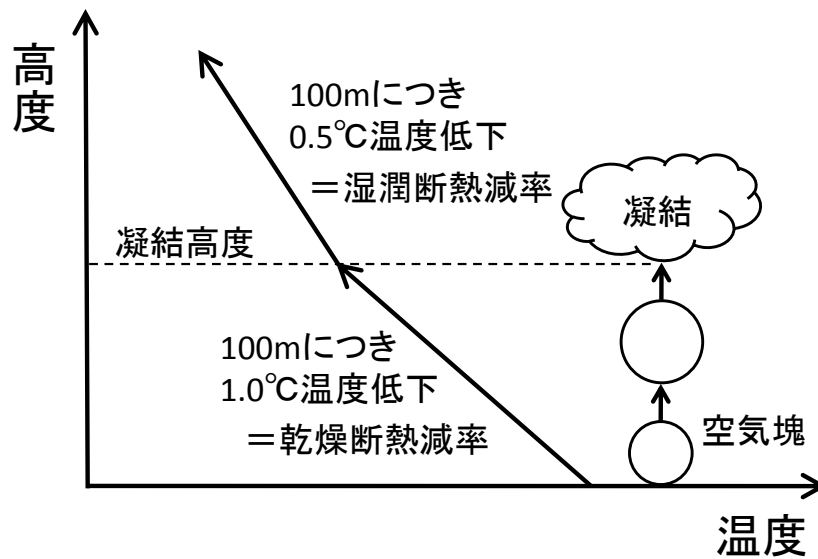 高度
100mにつき
0.5℃温度低下
＝湿潤断熱減率
凝結
凝結高度
100mにつき
1.0℃温度低下
＝乾燥断熱減率
空気塊
温度